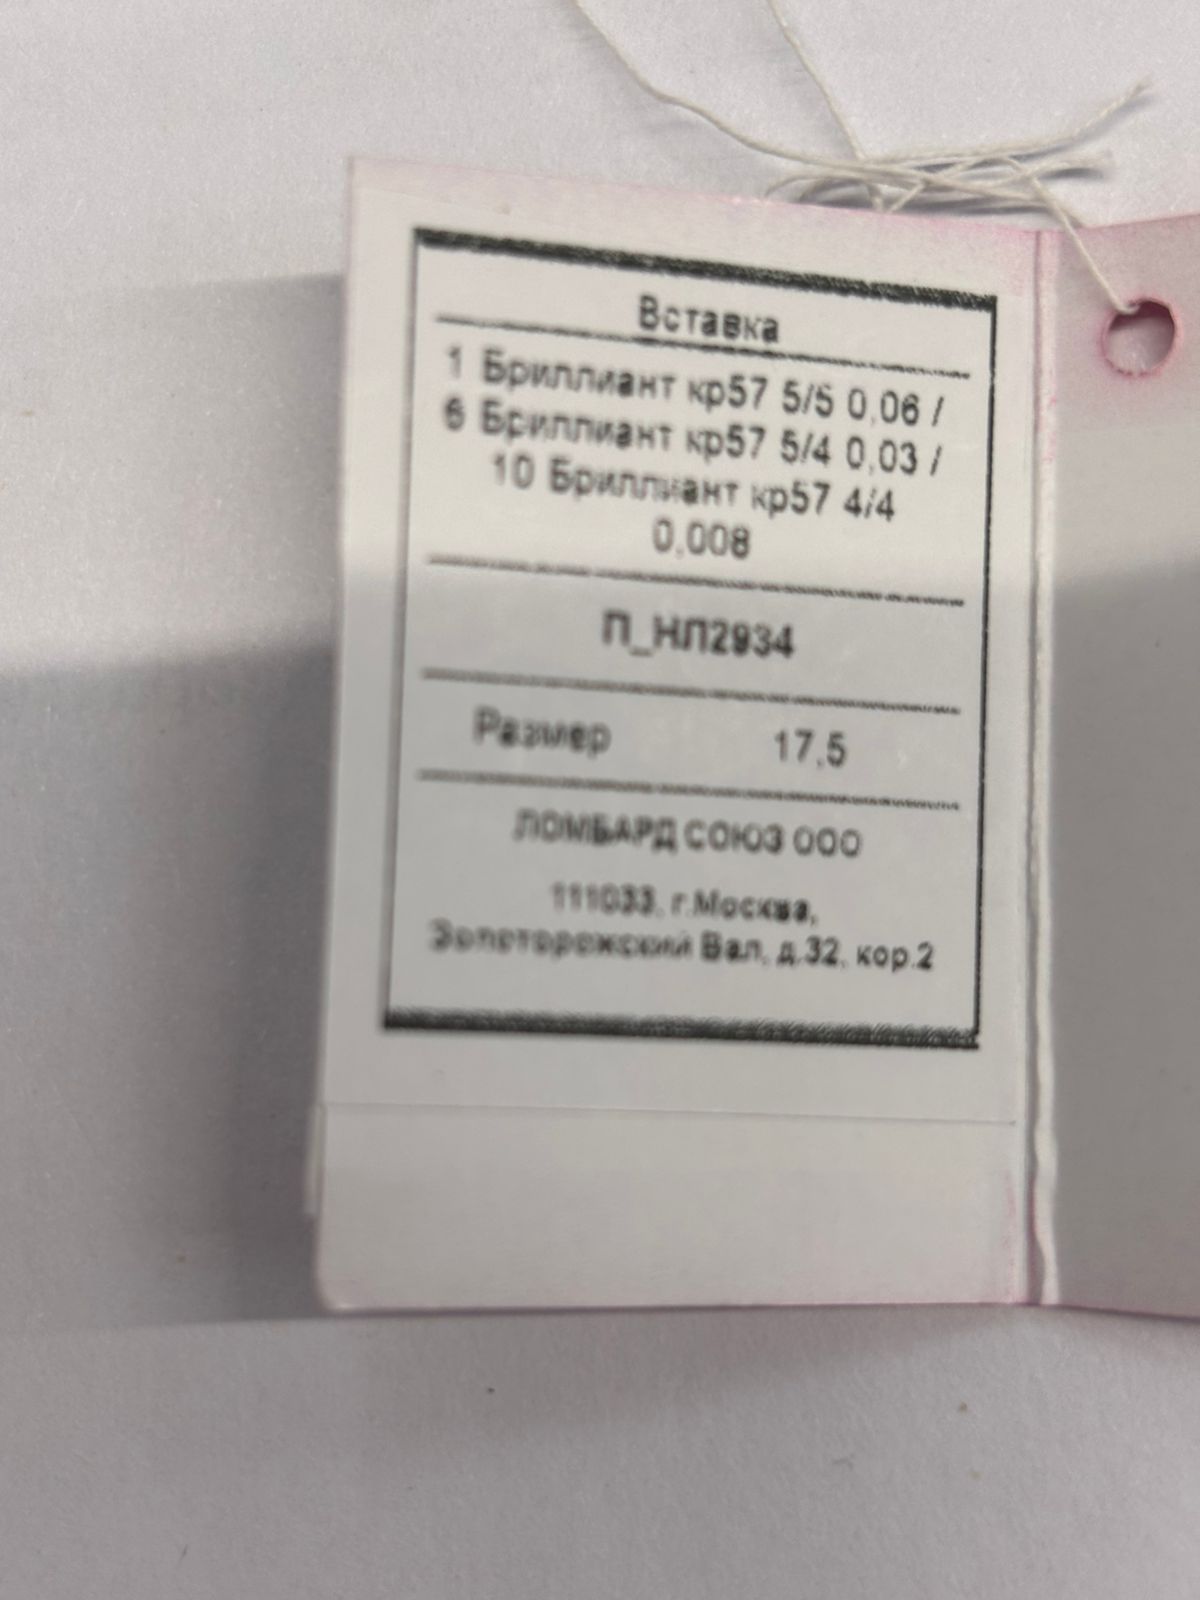 Вставка
1 Бриллиант кр57 5/5 0,06 /
6 Бриллиант кр57 5/4 0,03 /
10 Бриллиант кр57 4/4
0,008
П_НЛ2934
Размер 17,5
ЛОМБАРД СОЮЗ ООО
111033, г.Москва,
Золоторожский Вал, д.32, кор.2